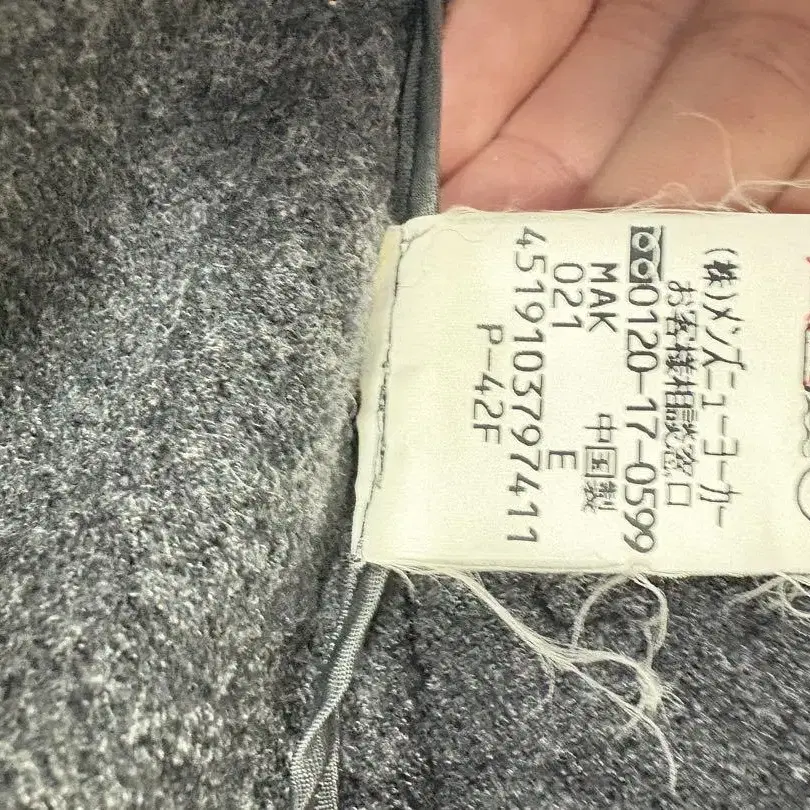 (株)メンズニューヨーカー
お客様相談窓口
0120-17-0599
MAK 中国製
021 E
4519103797411
P-42F